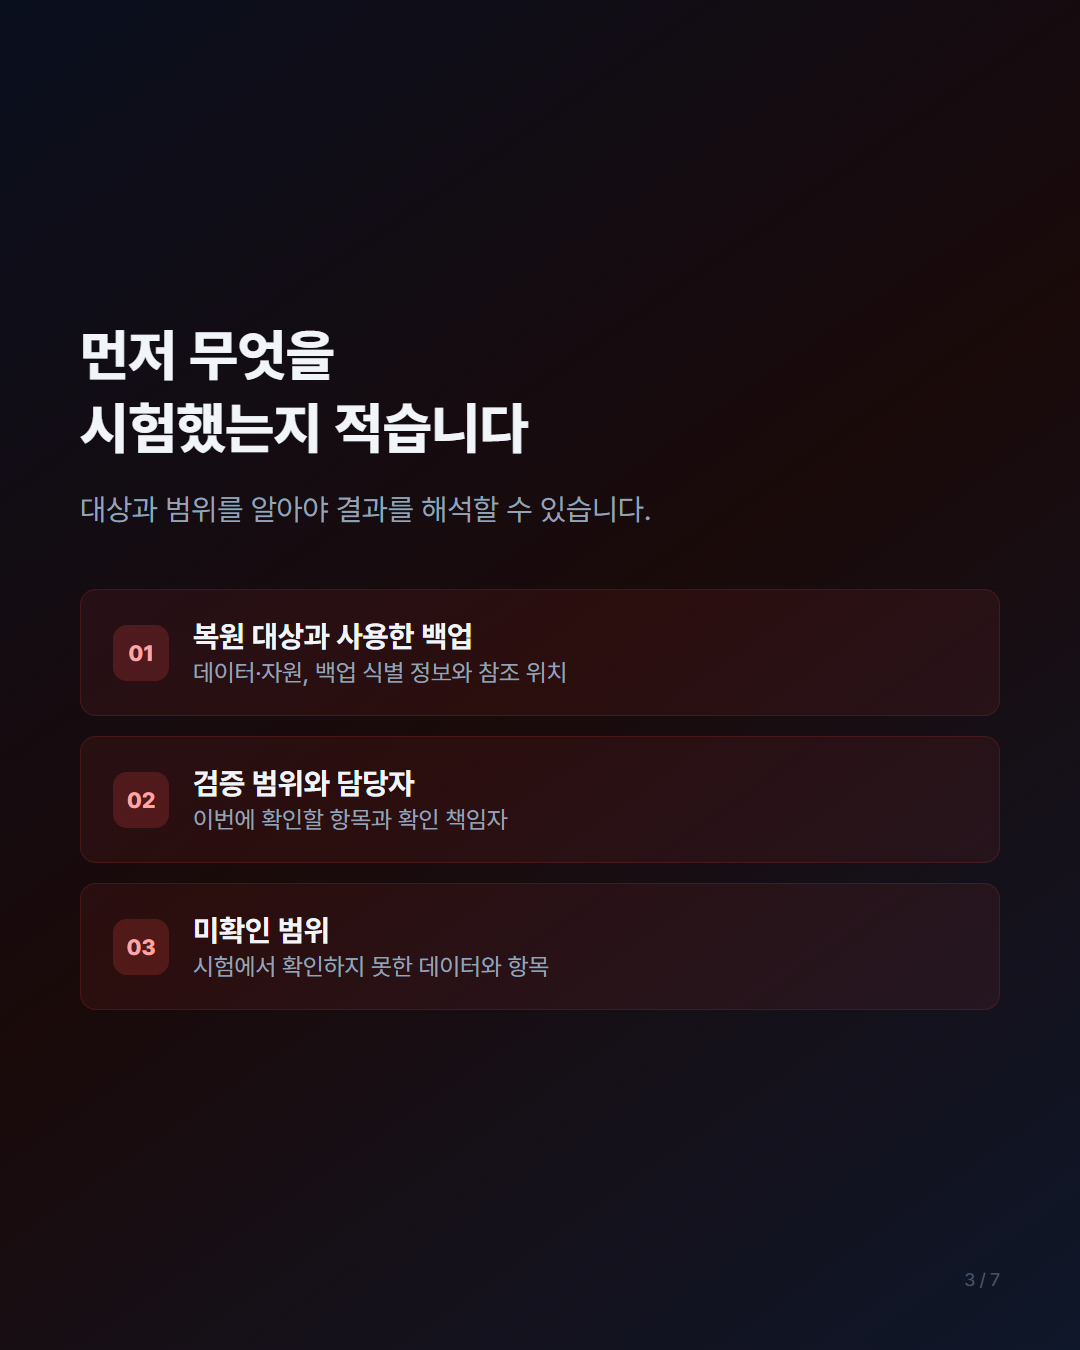 먼저 무엇을
시험했는지 적습니다
대상과 범위를 알아야 결과를 해석할 수 있습니다.
01
복원 대상과 사용한 백업
데이터·자원, 백업 식별 정보와 참조 위치
02
검증 범위와 담당자
이번에 확인할 항목과 확인 책임자
03
미확인 범위
시험에서 확인하지 못한 데이터와 항목
3 / 7